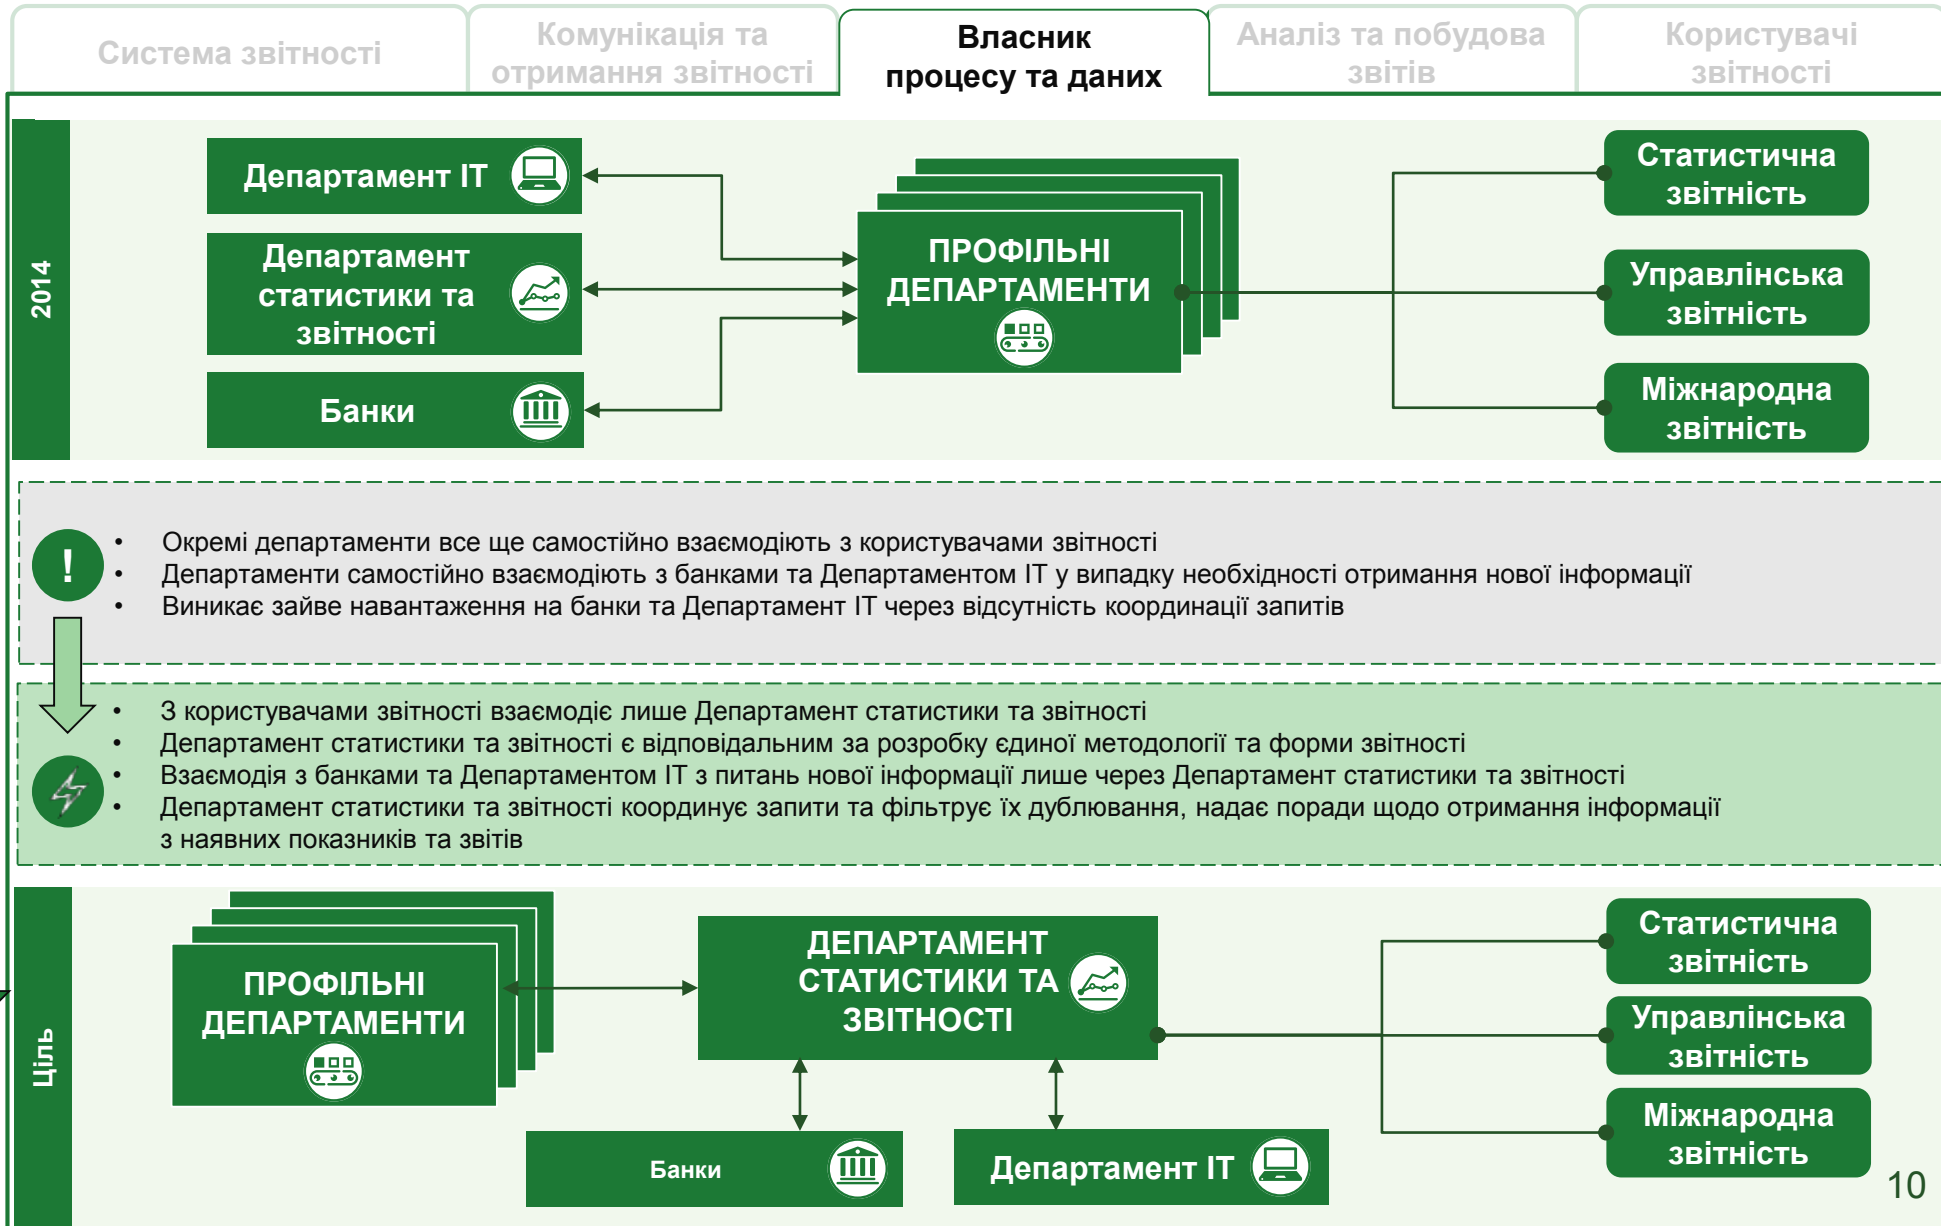 Система звітності
Комунікація та
отримання звітності
Власник
процесу та даних
Аналіз та побудова
звітів
Користувачі
звітності
2014
Департамент ІТ
Департамент
статистики та
звітності
Банки
ПРОФІЛЬНІ
ДЕПАРТАМЕНТИ
Статистична
звітність
Управлінська
звітність
Міжнародна
звітність
!
• Окремі департаменти все ще самостійно взаємодіють з користувачами звітності
• Департаменти самостійно взаємодіють з банками та Департаментом ІТ у випадку необхідності отримання нової інформації
• Виникає зайве навантаження на банки та Департамент ІТ через відсутність координації запитів
• З користувачами звітності взаємодіє лише Департамент статистики та звітності
• Департамент статистики та звітності є відповідальним за розробку єдиної методології та форми звітності
• Взаємодія з банками та Департаментом ІТ з питань нової інформації лише через Департамент статистики та звітності
• Департамент статистики та звітності координує запити та фільтрує їх дублювання, надає поради щодо отримання інформації
з наявних показників та звітів
Ціль
ПРОФІЛЬНІ
ДЕПАРТАМЕНТИ
ДЕПАРТАМЕНТ
СТАТИСТИКИ ТА
ЗВІТНОСТІ
Банки
Департамент ІТ
Статистична
звітність
Управлінська
звітність
Міжнародна
звітність
10